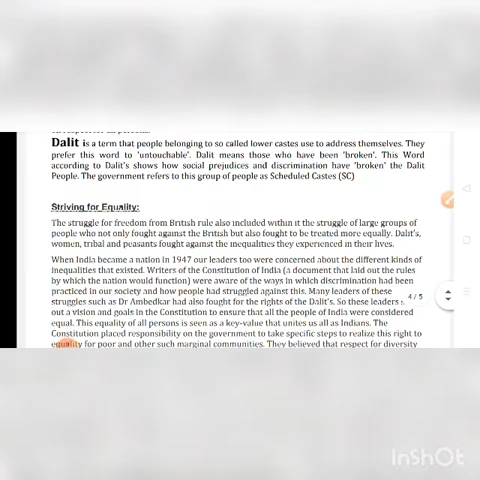 Dalit is a term that people belonging to so called lower castes use to address themselves. They
prefer this word to 'untouchable'. Dalit means those who have been 'broken'. This Word
according to Dalit's shows how social prejudices and discrimination have 'broken' the Dalit
People. The government refers to this group of people as Scheduled Castes (SC)
Striving for Equality:
The struggle for freedom from British rule also included within it the struggle of large groups of
people who not only fought against the British but also fought to be treated more equally. Dalit's,
women, tribal and peasants fought against the inequalities they experienced in their lives.
When India became a nation in 1947 our leaders too were concerned about the different kinds of
inequalities that existed. Writers of the Constitution of India (a document that laid out the rules
by which the nation would function) were aware of the ways in which discrimination had been
practiced in our society and how people had struggled against this. Many leaders of these
struggles such as Dr Ambedkar had also fought for the rights of the Dalit's. So these leaders
4/5
out a vision and goals in the Constitution to ensure that all the people of India were considered
equal. This equality of all persons is seen as a key-value that unites us all as Indians. The
Constitution placed responsibility on the government to take specific steps to realize this right to
equality for poor and other such marginal communities. They believed that respect for diversity
InShOt